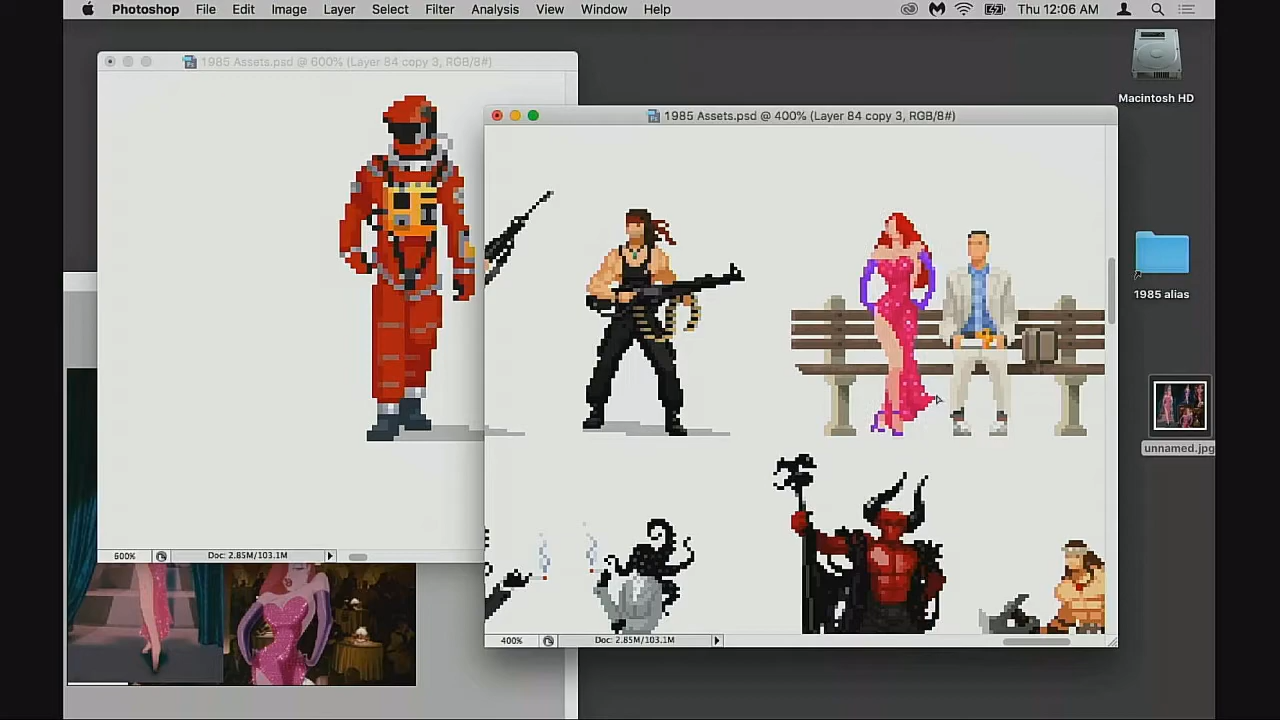 Photoshop File Edit Image Layer Select Filter Analysis View Window Help Thu 12:06 AM
1985 Assets.psd @ 600% (Layer 84 copy 3, RGB/8#)
1985 Assets.psd @ 400% (Layer 84 copy 3, RGB/8#)
Macintosh HD
1985 alias
unnamed.jpg
600% Doc: 2.85M/103.1M
400% Doc: 2.85M/103.1M